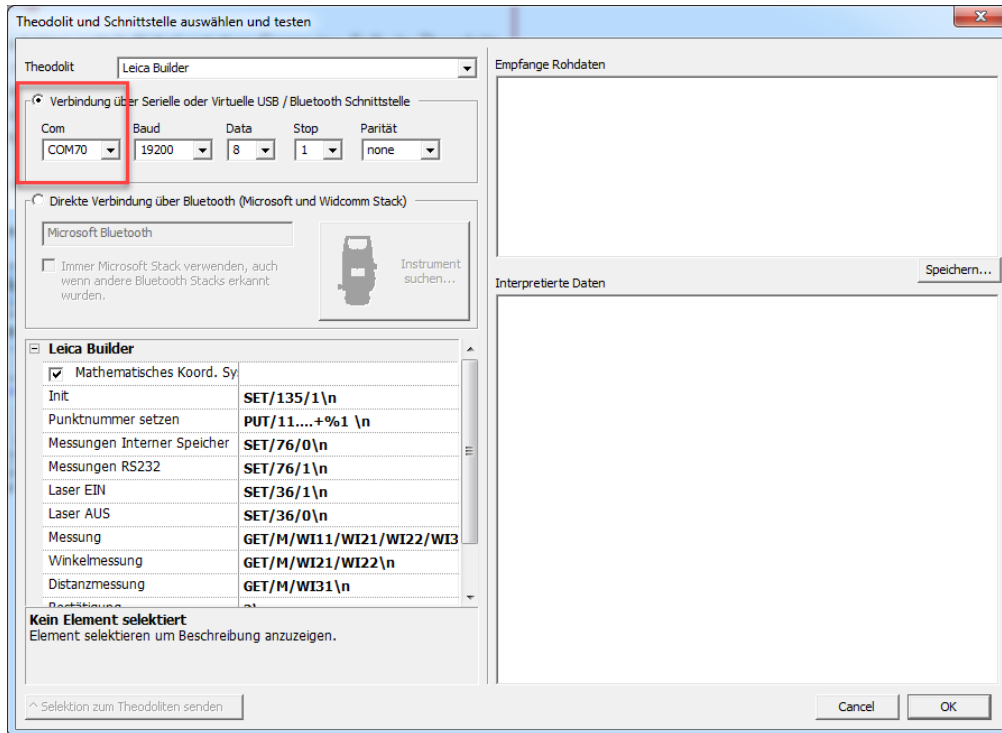 Theodolit und Schnittstelle auswählen und testen
Theodolit
Leica Builder
Verbindung über Serielle oder Virtuelle USB / Bluetooth Schnittstelle
Com Baud Data Stop Parität
COM70 19200 8 1 none
Direkte Verbindung über Bluetooth (Microsoft und Widcomm Stack)
Microsoft Bluetooth
Immer Microsoft Stack verwenden, auch
wenn andere Bluetooth Stacks erkannt
wurden.
Instrument
suchen...
Leica Builder
Mathematisches Koord. Sy
Init SET/135/1\n
Punktnummer setzen PUT/11....+%1 \n
Messungen Interner Speicher SET/76/0\n
Messungen RS232 SET/76/1\n
Laser EIN SET/36/1\n
Laser AUS SET/36/0\n
Messung GET/M/WI11/WI21/WI22/WI3
Winkelmessung GET/M/WI21/WI22\n
Distanzmessung GET/M/WI31\n
Kein Element selektiert
Element selektieren um Beschreibung anzuzeigen.
^ Selektion zum Theodoliten senden
Empfange Rohdaten
Speichern...
Interpretierte Daten
Cancel OK